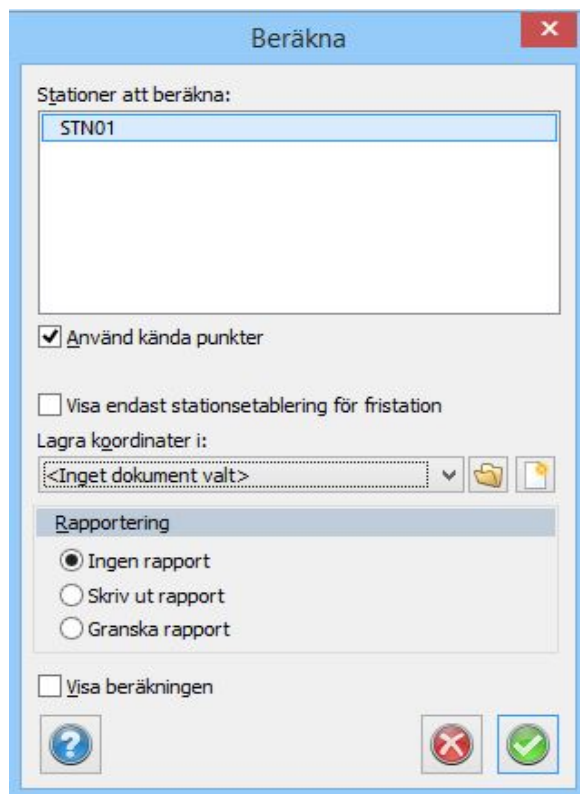 Beräkna
Stationer att beräkna:
STN01
Använd kända punkter
Visa endast stationsetablering för fristation
Lagra koordinater i:
<Inget dokument valt>
Rapportering
Ingen rapport
Skriv ut rapport
Granska rapport
Visa beräkningen